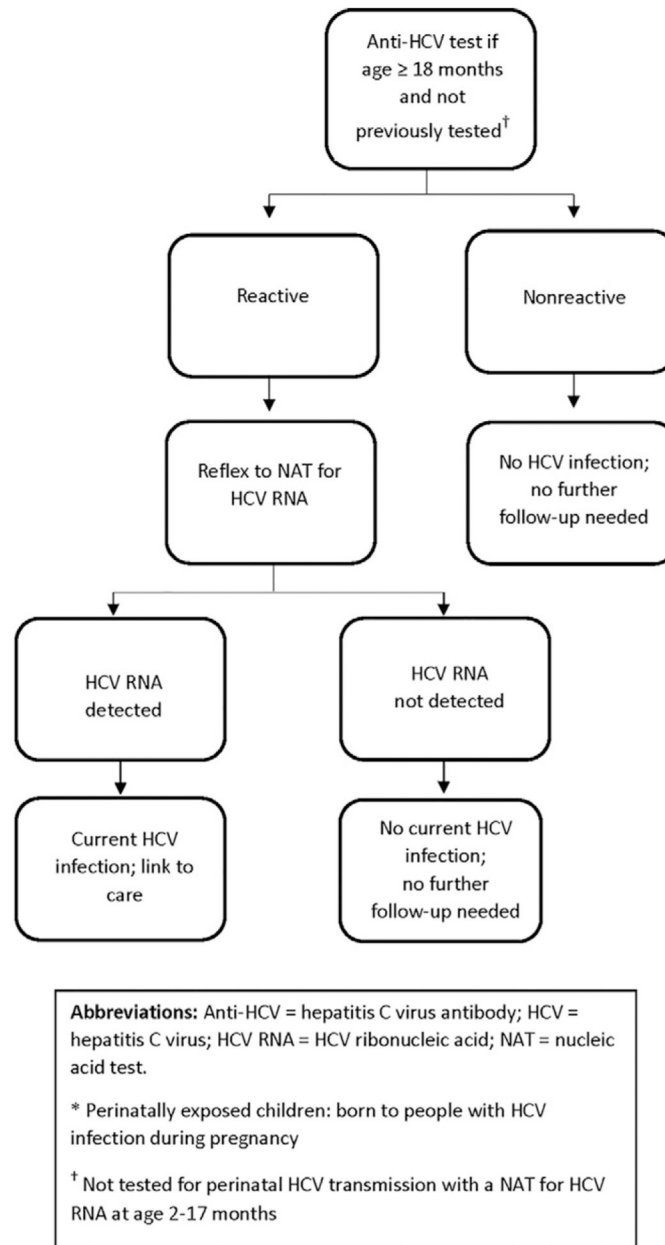 Anti-HCV test if
age ≥ 18 months
and not
previously tested†
Reactive
Nonreactive
Reflex to NAT for
HCV RNA
No HCV infection;
no further
follow-up needed
HCV RNA
detected
HCV RNA
not detected
Current HCV
infection; link to
care
No current HCV
infection;
no further
follow-up needed
Abbreviations: Anti-HCV = hepatitis C virus antibody; HCV =
hepatitis C virus; HCV RNA = HCV ribonucleic acid; NAT = nucleic
acid test.
* Perinatally exposed children: born to people with HCV
infection during pregnancy
† Not tested for perinatal HCV transmission with a NAT for HCV
RNA at age 2-17 months